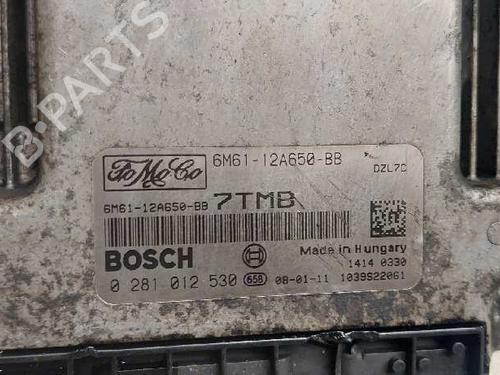 B-PARTS
FoMoCo
6M61-12A650-BB
DZL7C
6M61-12A650-BB 7TMB
BOSCH
Made in Hungary
1414 0330
0 281 012 530 658 08-01-11 1039S22061